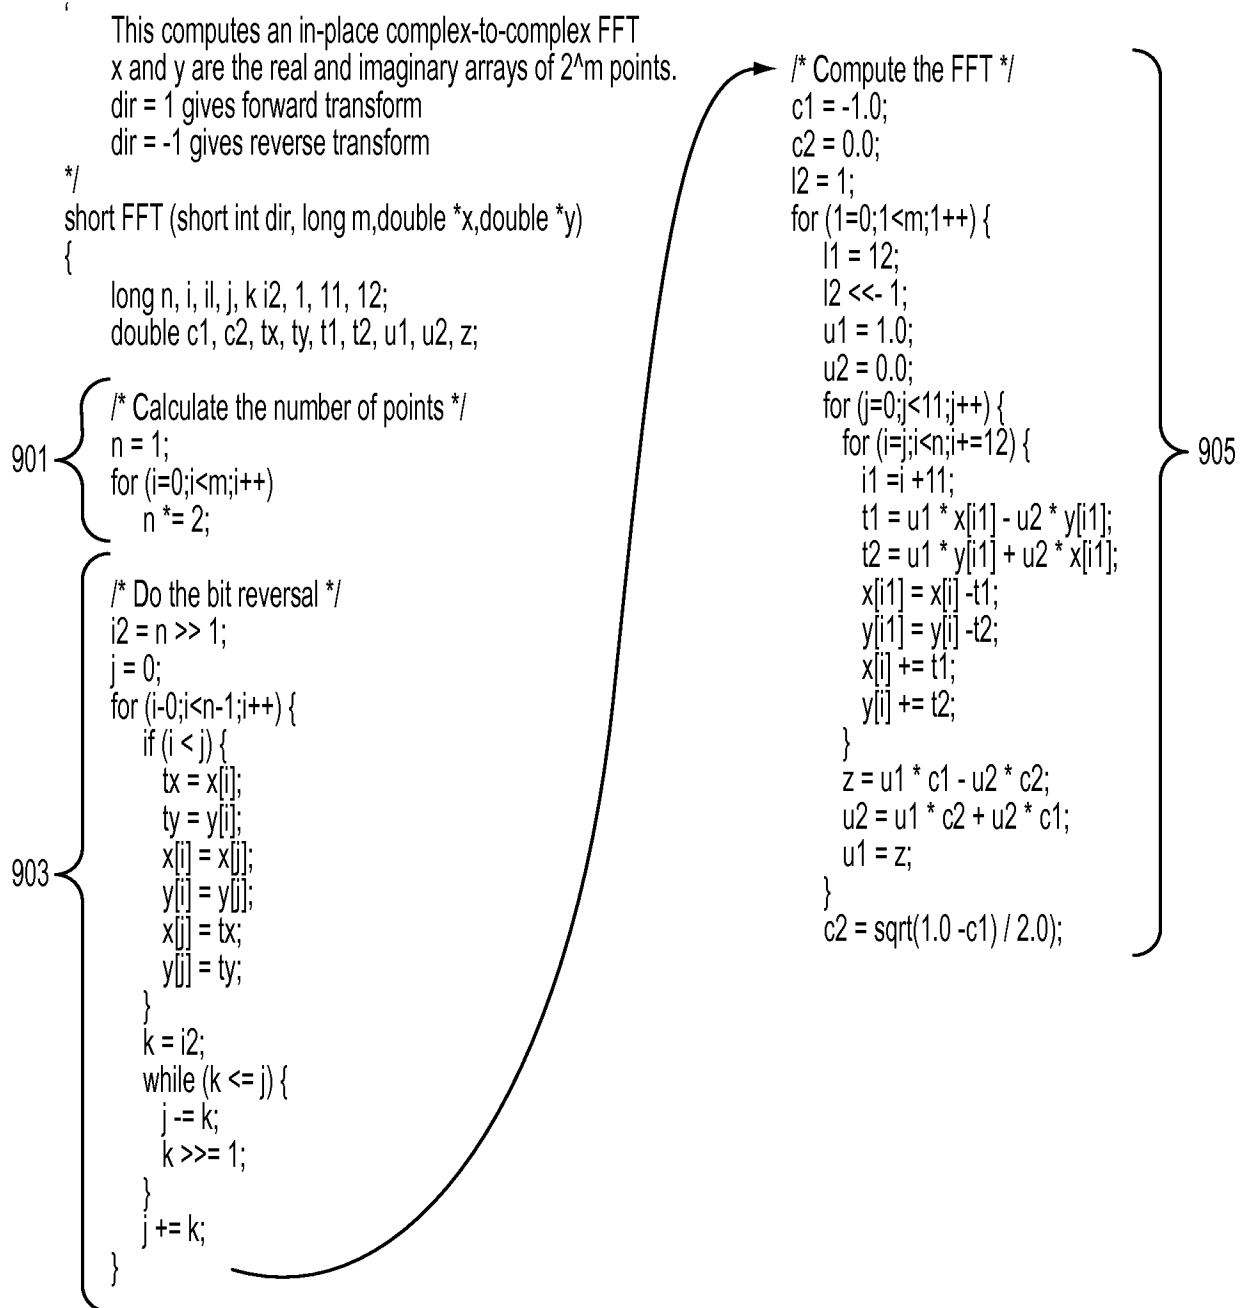 This computes an in-place complex-to-complex FFT
x and y are the real and imaginary arrays of 2^m points.
dir = 1 gives forward transform
dir = -1 gives reverse transform
*/
short FFT (short int dir, long m,double *x,double *y)
{
long n, i, il, j, k i2, 1, 11, 12;
double c1, c2, tx, ty, t1, t2, u1, u2, z;
901
/* Calculate the number of points */
n = 1;
for (i=0;i<m;i++)
n *= 2;
903
/* Do the bit reversal */
i2 = n >> 1;
j = 0;
for (i-0;i<n-1;i++) {
if (i < j) {
tx = x[i];
ty = y[i];
x[i] = x[j];
y[i] = y[j];
x[j] = tx;
y[j] = ty;
}
k = i2;
while (k <= j) {
j -= k;
k >>= 1;
}
j += k;
}
905
/* Compute the FFT */
c1 = -1.0;
c2 = 0.0;
l2 = 1;
for (1=0;1<m;1++) {
l1 = 12;
l2 <<- 1;
u1 = 1.0;
u2 = 0.0;
for (j=0;j<11;j++) {
for (i=j;i<n;i+=12) {
i1 =i +11;
t1 = u1 * x[i1] - u2 * y[i1];
t2 = u1 * y[i1] + u2 * x[i1];
x[i1] = x[i] -t1;
y[i1] = y[i] -t2;
x[i] += t1;
y[i] += t2;
}
z = u1 * c1 - u2 * c2;
u2 = u1 * c2 + u2 * c1;
u1 = z;
}
c2 = sqrt(1.0 -c1) / 2.0);